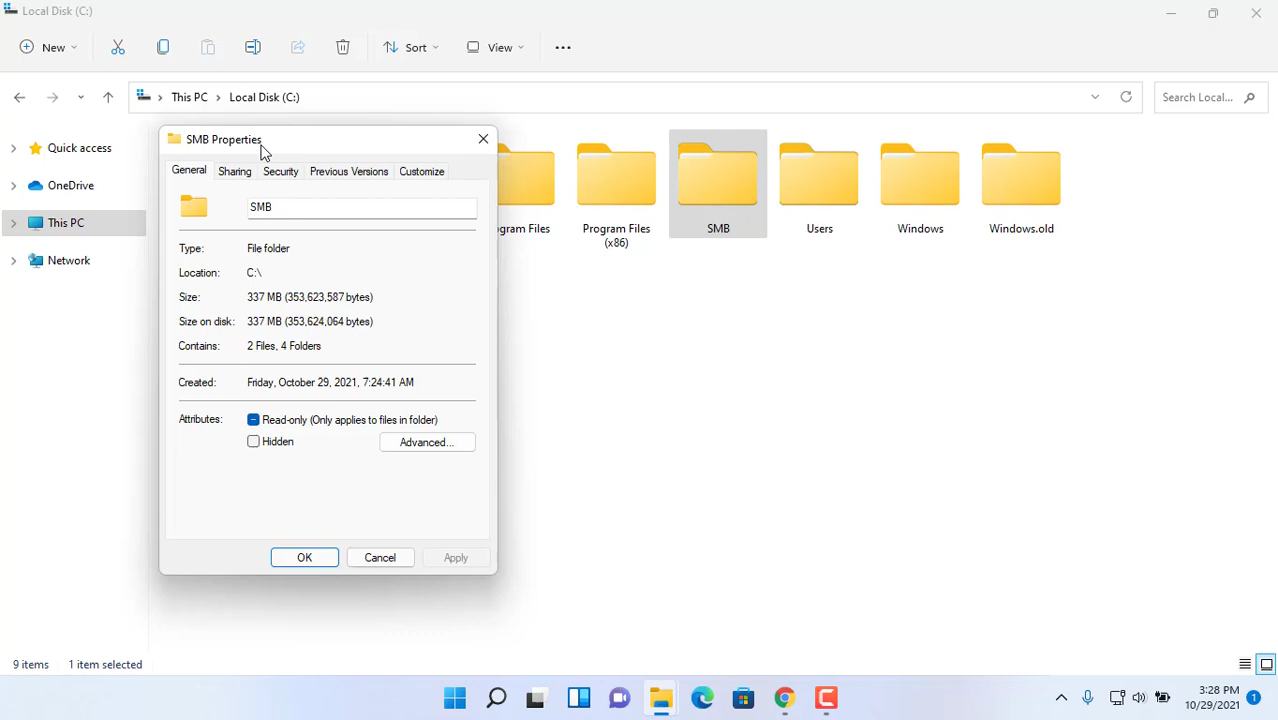 Local Disk (C:)
New
Sort
View
This PC
Local Disk (C:)
Search Local...
Quick access
OneDrive
This PC
Network
SMB Properties
General
Sharing
Security
Previous Versions
Customize
SMB
Type: File folder
Location: C:\
Size: 337 MB (353,623,587 bytes)
Size on disk: 337 MB (353,624,064 bytes)
Contains: 2 Files, 4 Folders
Created: Friday, October 29, 2021, 7:24:41 AM
Attributes: Read-only (Only applies to files in folder)
Hidden
Advanced...
OK
Cancel
Apply
gram Files
Program Files
(x86)
SMB
Users
Windows
Windows.old
9 items
1 item selected
3:28 PM
10/29/2021
1